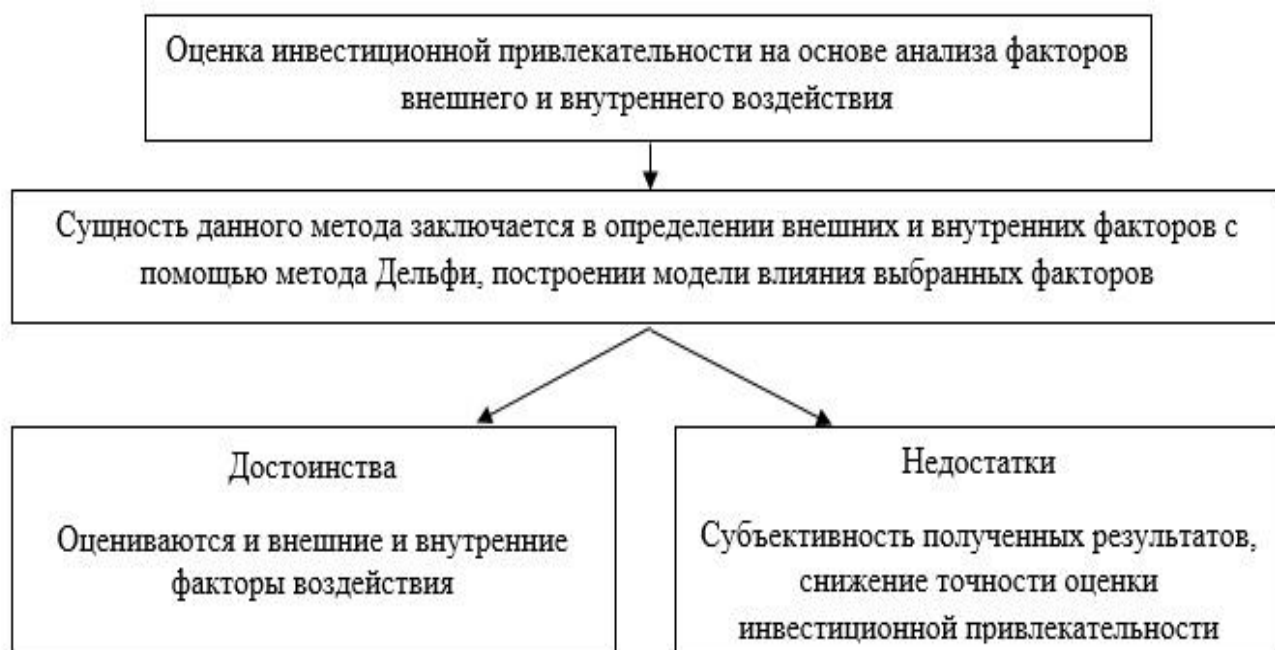 Оценка инвестиционной привлекательности на основе анализа факторов
внешнего и внутреннего воздействия
Сущность данного метода заключается в определении внешних и внутренних факторов с
помощью метода Дельфи, построении модели влияния выбранных факторов
Достоинства
Оцениваются и внешние и внутренние
факторы воздействия
Недостатки
Субъективность полученных результатов,
снижение точности оценки
инвестиционной привлекательности